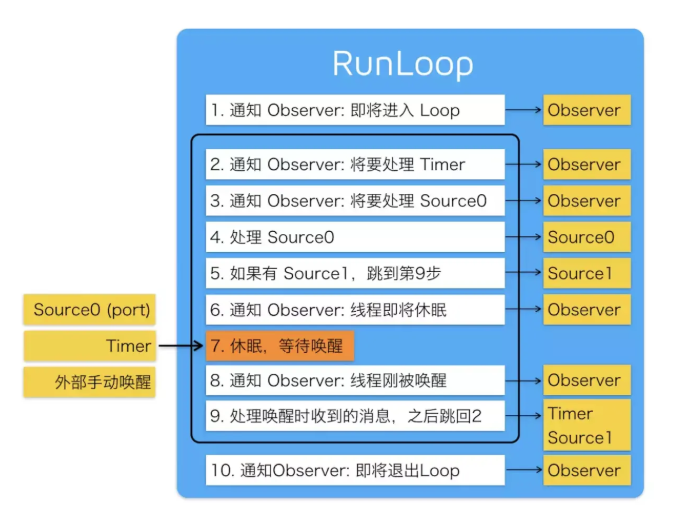 RunLoop
1. 通知 Observer: 即将进入 Loop
Observer
2. 通知 Observer: 将要处理 Timer
Observer
3. 通知 Observer: 将要处理 Source0
Observer
4. 处理 Source0
Source0
5. 如果有 Source1，跳到第9步
Source1
Source0 (port)
6. 通知 Observer: 线程即将休眠
Observer
Timer
7. 休眠，等待唤醒
外部手动唤醒
8. 通知 Observer: 线程刚被唤醒
Observer
9. 处理唤醒时收到的消息，之后跳回2
Timer
Source1
10. 通知Observer: 即将退出Loop
Observer